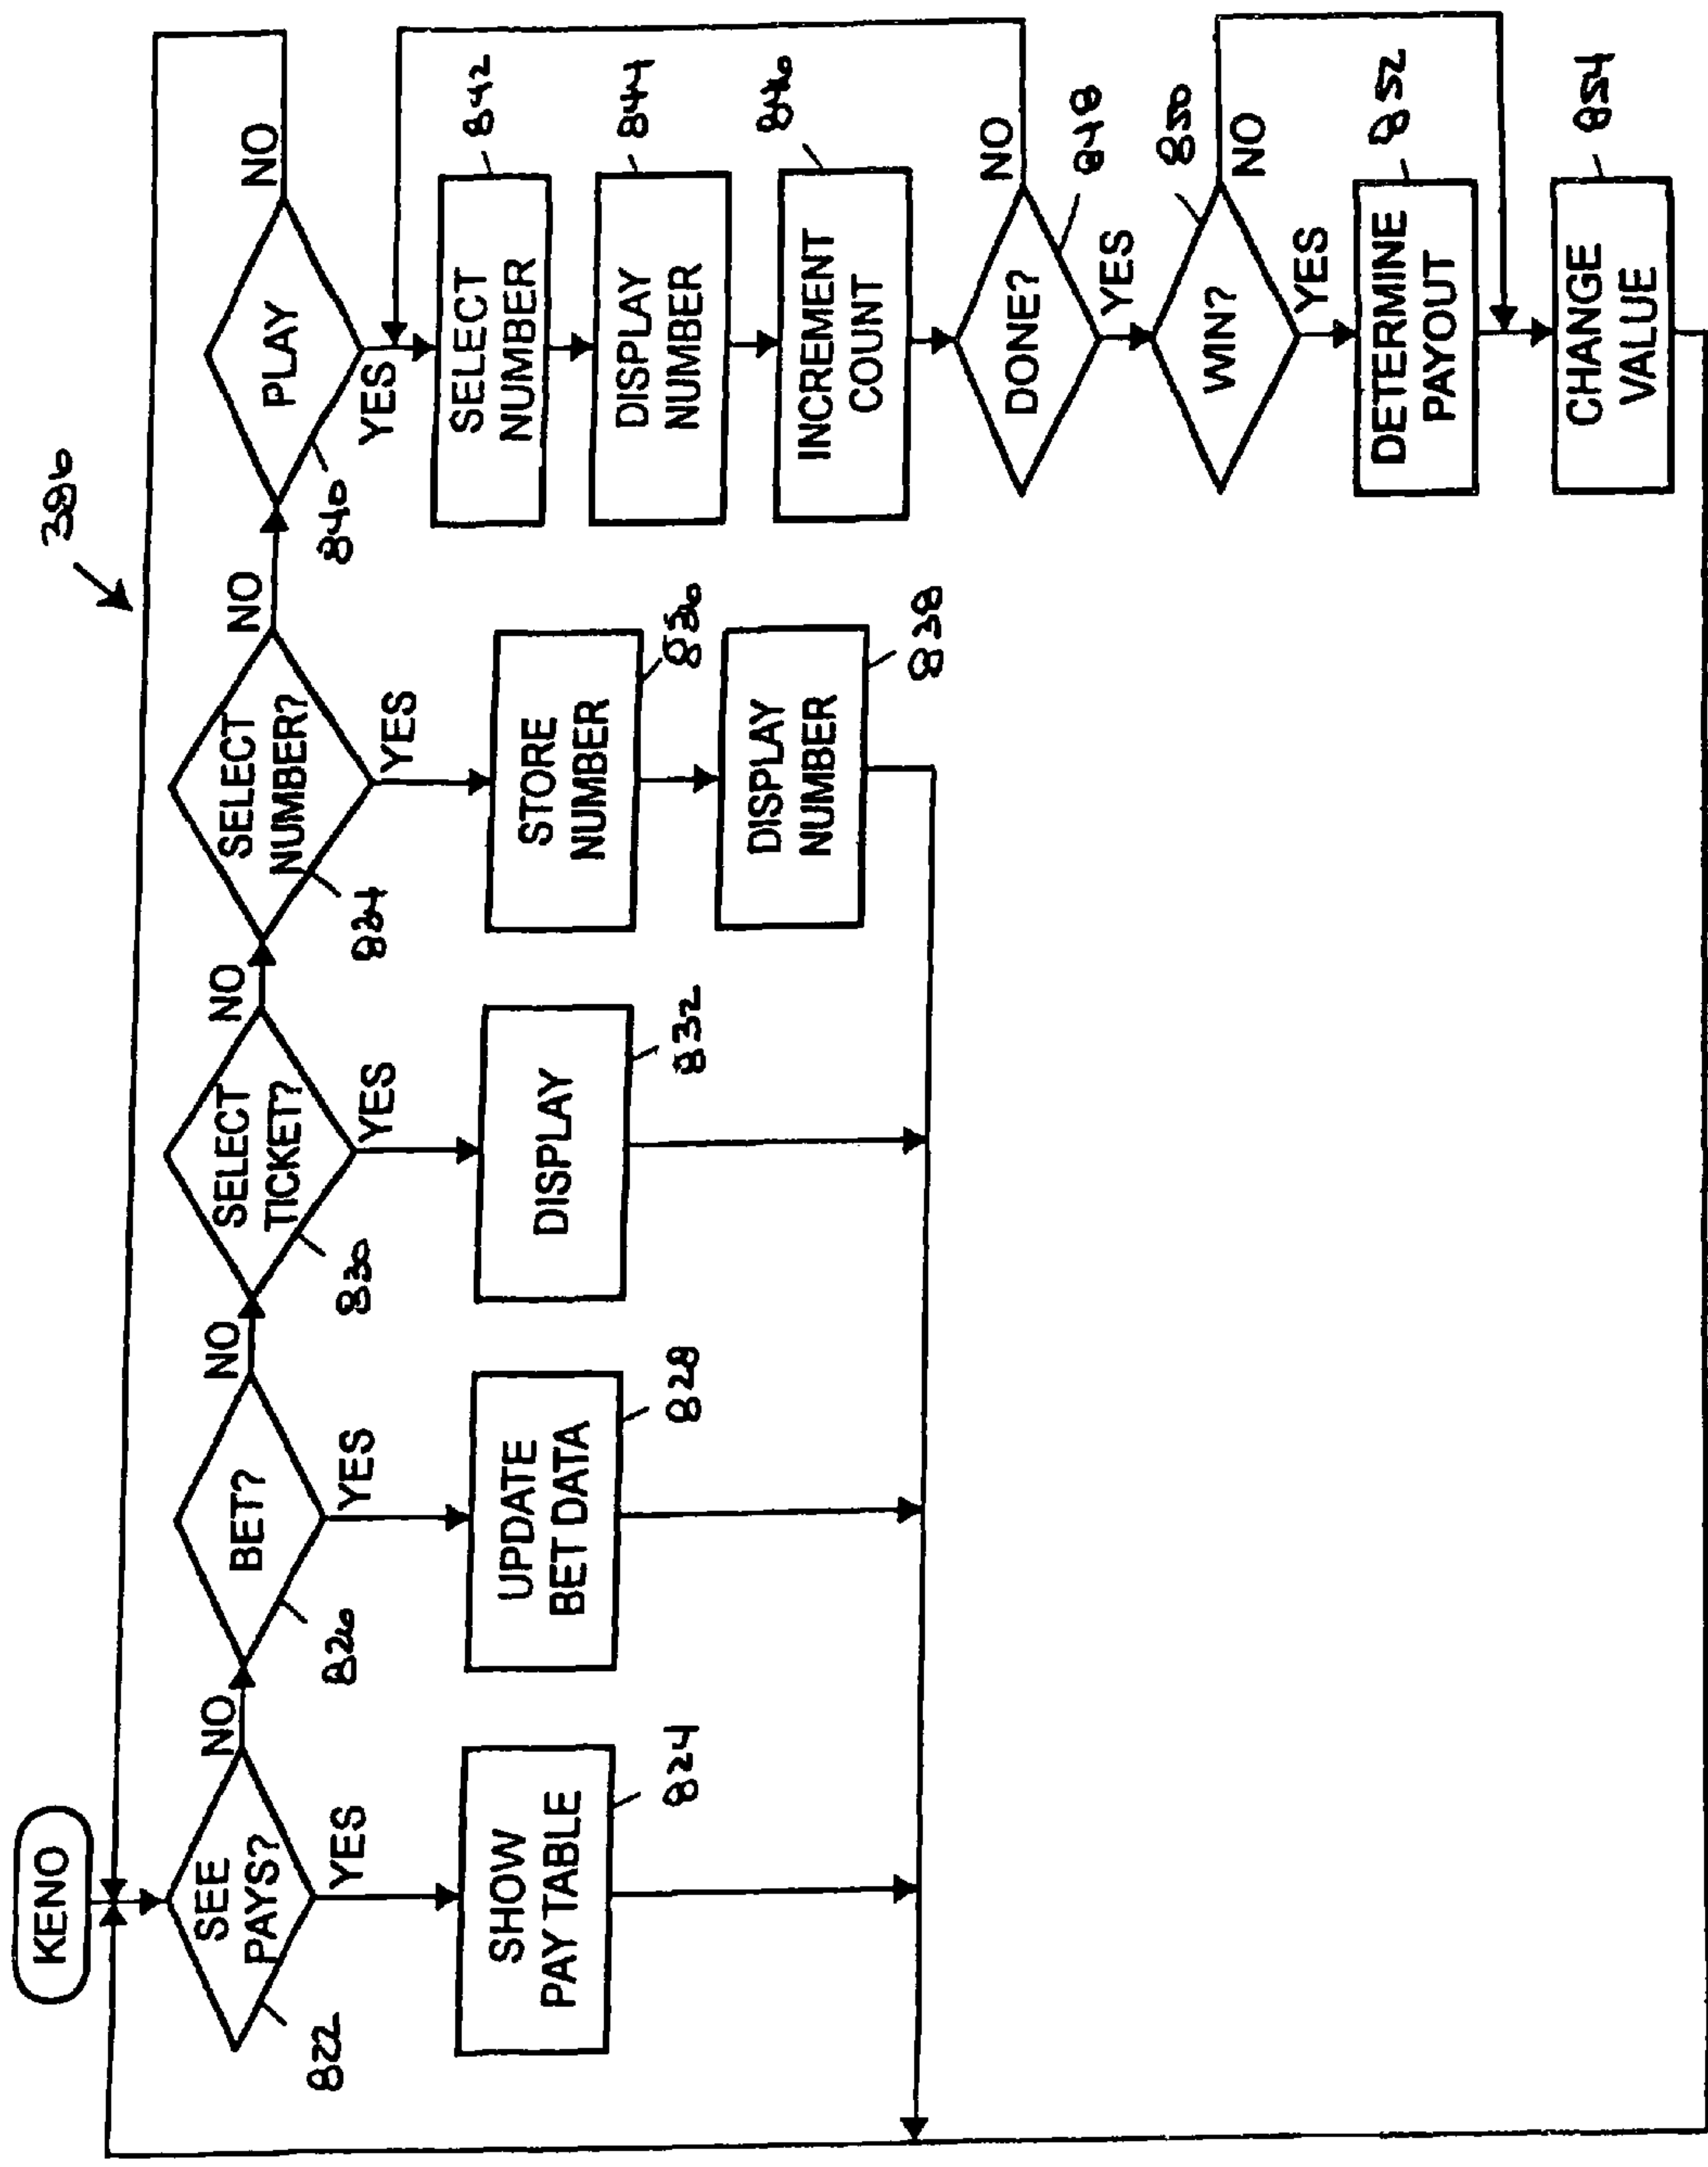 KENO
386
SEE
PAYS?
NO
YES
822
SHOW
PAY TABLE
824
BET?
NO
YES
826
UPDATE
BET DATA
828
SELECT
TICKET?
NO
YES
830
DISPLAY
832
SELECT
NUMBER?
NO
YES
834
STORE
NUMBER
836
DISPLAY
NUMBER
838
PLAY
NO
YES
840
SELECT
NUMBER
842
DISPLAY
NUMBER
844
INCREMENT
COUNT
846
DONE?
NO
YES
848
WIN?
850
NO
YES
DETERMINE
PAYOUT
852
CHANGE
VALUE
854